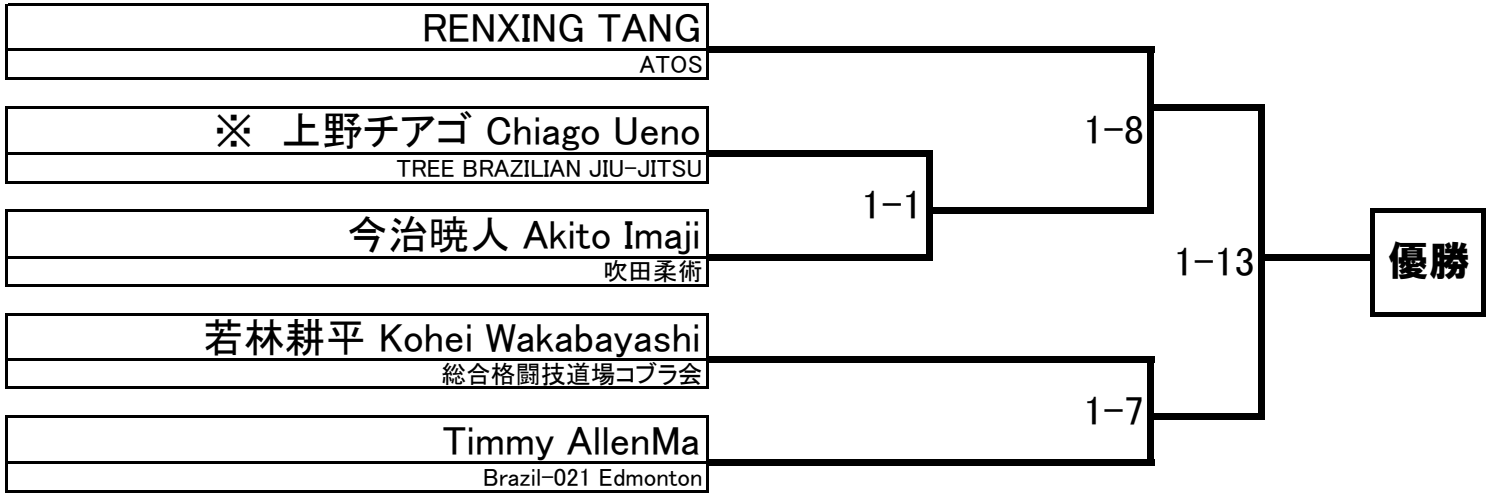 RENXING TANG
ATOS
※　上野チアゴ Chiago Ueno
TREE BRAZILIAN JIU-JITSU
今治暁人 Akito Imaji
吹田柔術
若林耕平 Kohei Wakabayashi
総合格闘技道場コブラ会
Timmy AllenMa
Brazil-021 Edmonton
1-1
1-8
1-7
1-13
優勝